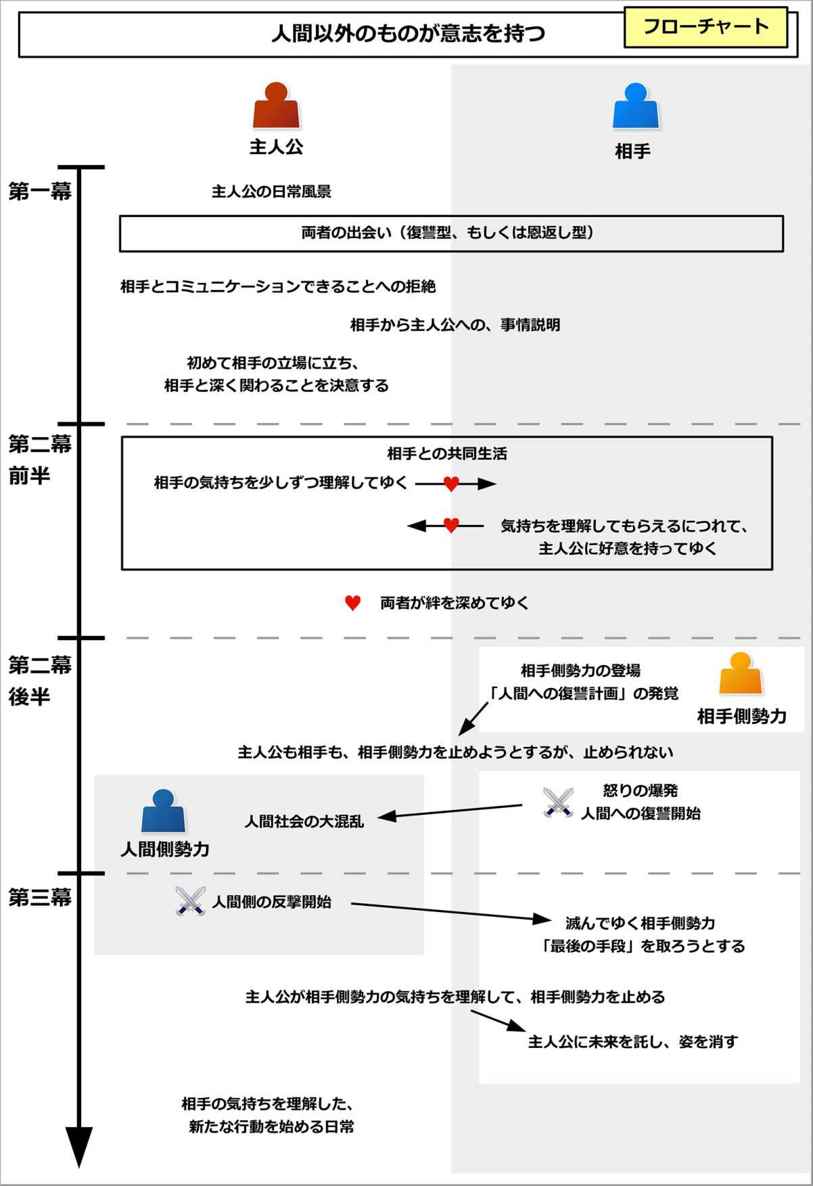 人間以外のものが意志を持つ
フローチャート
主人公
相手
第一幕
主人公の日常風景
両者の出会い（復讐型、もしくは恩返し型）
相手とコミュニケーションできることへの拒絶
相手から主人公への、事情説明
初めて相手の立場に立ち、
相手と深く関わることを決意する
第二幕
前半
相手との共同生活
相手の気持ちを少しずつ理解してゆく
気持ちを理解してもらえるにつれて、
主人公に好意を持ってゆく
両者が絆を深めてゆく
第二幕
後半
相手側勢力の登場
「人間への復讐計画」の発覚
相手側勢力
主人公も相手も、相手側勢力を止めようとするが、止められない
怒りの爆発
人間への復讐開始
人間社会の大混乱
人間側勢力
第三幕
人間側の反撃開始
滅んでゆく相手側勢力
「最後の手段」を取ろうとする
主人公が相手側勢力の気持ちを理解して、相手側勢力を止める
主人公に未来を託し、姿を消す
相手の気持ちを理解した、
新たな行動を始める日常